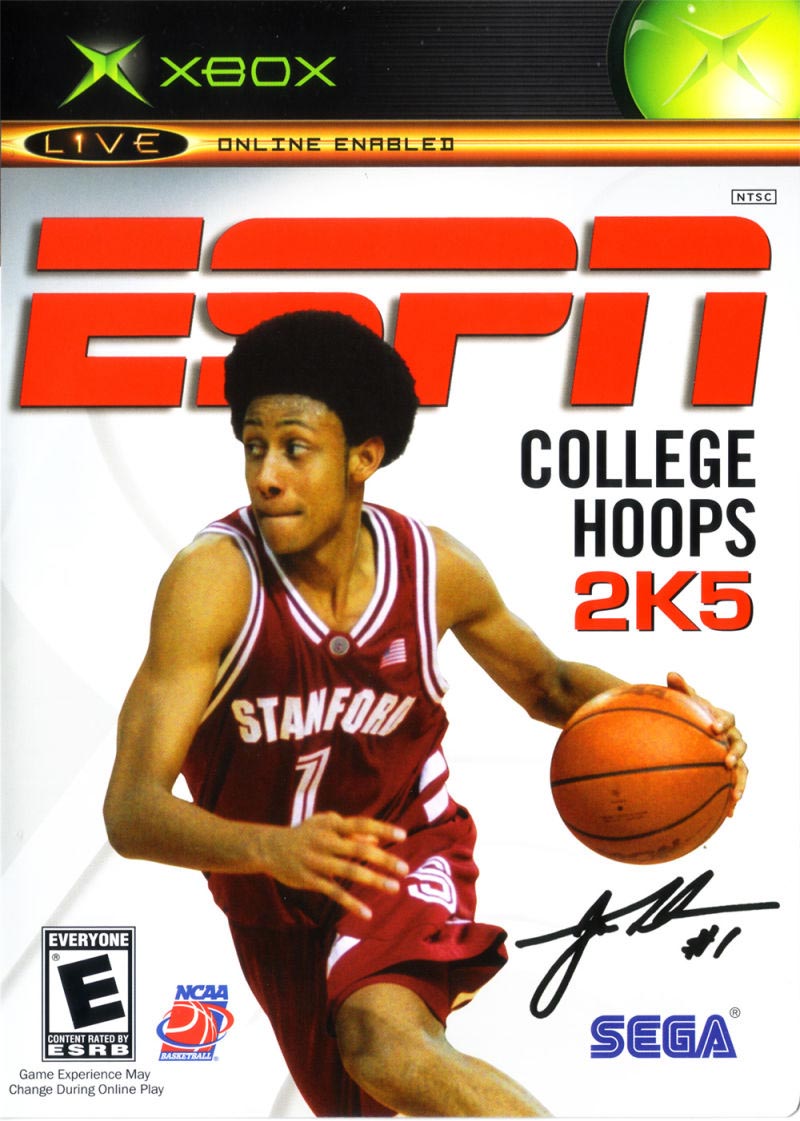 XBOX
LIVE ONLINE ENABLED
NTSC
ESPN
COLLEGE
HOOPS
2K5
STANFORD
1
S
#1
EVERYONE
E
®
CONTENT RATED BY
ESRB
NCAA
BASKETBALL
SEGA®
Game Experience May
Change During Online Play